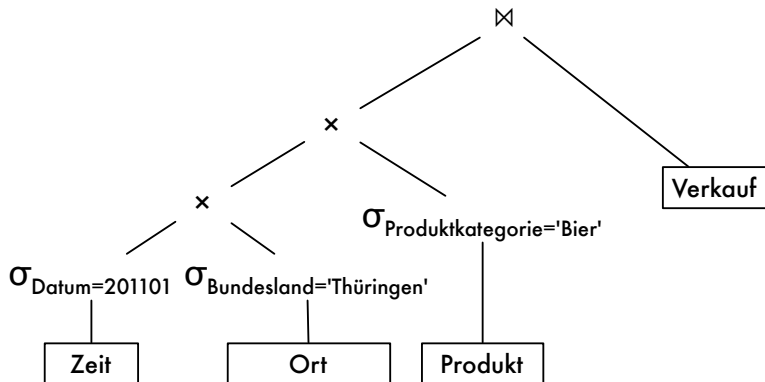 ⋈
×
Verkauf
×
σProduktkategorie='Bier'
σDatum=201101 σBundesland='Thüringen'
Zeit Ort Produkt